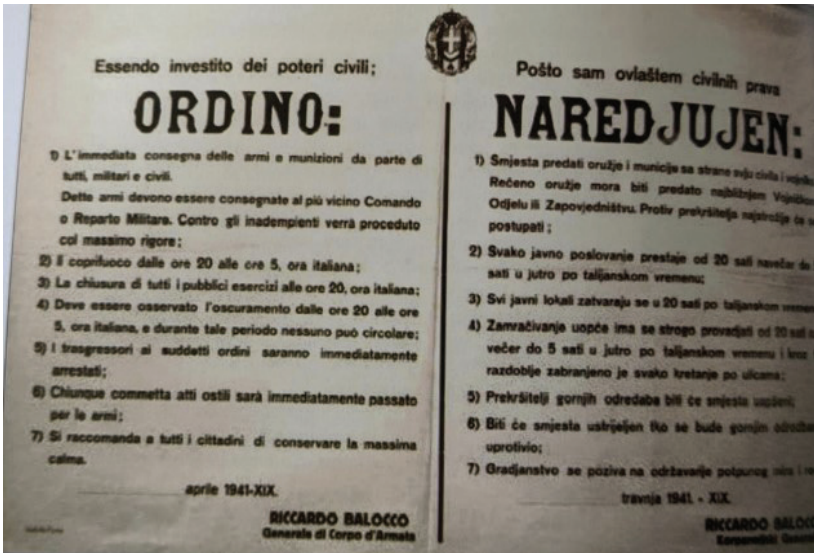 Essendo investito dei poteri civili;
ORDINO:
1) L'immediata consegna delle armi e munizioni da parte di
tutti, militari e civili.
Dette armi devono essere consegnate al più vicino Comando
o Reparto Militare. Contro gli inadempienti verrà proceduto
col massimo rigore;
2) Il coprifuoco dalle ore 20 alle ore 5, ora italiana;
3) La chiusura di tutti i pubblici esercizi alle ore 20, ora italiana;
4) Deve essere osservato l'oscuramento dalle ore 20 alle ore
5, ora italiana, e durante tale periodo nessuno può circolare;
5) I trasgressori ai suddetti ordini saranno immediatamente
arrestati;
6) Chiunque commetta atti ostili sarà immediatamente passato
per le armi;
7) Si raccomanda a tutti i cittadini di conservare la massima
calma.
aprile 1941-XIX.
RICCARDO BALOCCO
Generale di Corpo d'Armata
Pošto sam ovlaštem civilnih prava
NAREDJUJEN:
1) Smjesta predati oružje i municije sa strane sviju civila i
Rečeno oružje mora biti predato najbližnjem
Odjelu ili Zapovjedništvu. Protiv prekršitelja najstrožije će
postupati;
2) Svako javno poslovanje prestaje od 20 sati navečer do
sati u jutro po talijanskom vremenu;
3) Svi javni lokali zatvaraju se u 20 sati po talijanskom
4) Zamračivanje uopće ima se strogo provadjati od 20 sati
večer do 5 sati u jutro po talijanskom vremenu i kroz
razdoblje zabranjeno je svako kretanje po ulicama;
5) Prekršitelji gornjih odredaba biti će smjesta
6) Biti će smjesta ustrijeljen tko se bude gornjim
uprotivio;
7) Gradjanstvo se poziva na održavanje potpunog mira i
travnja 1941. - XIX.
RICCARDO BALOCCO